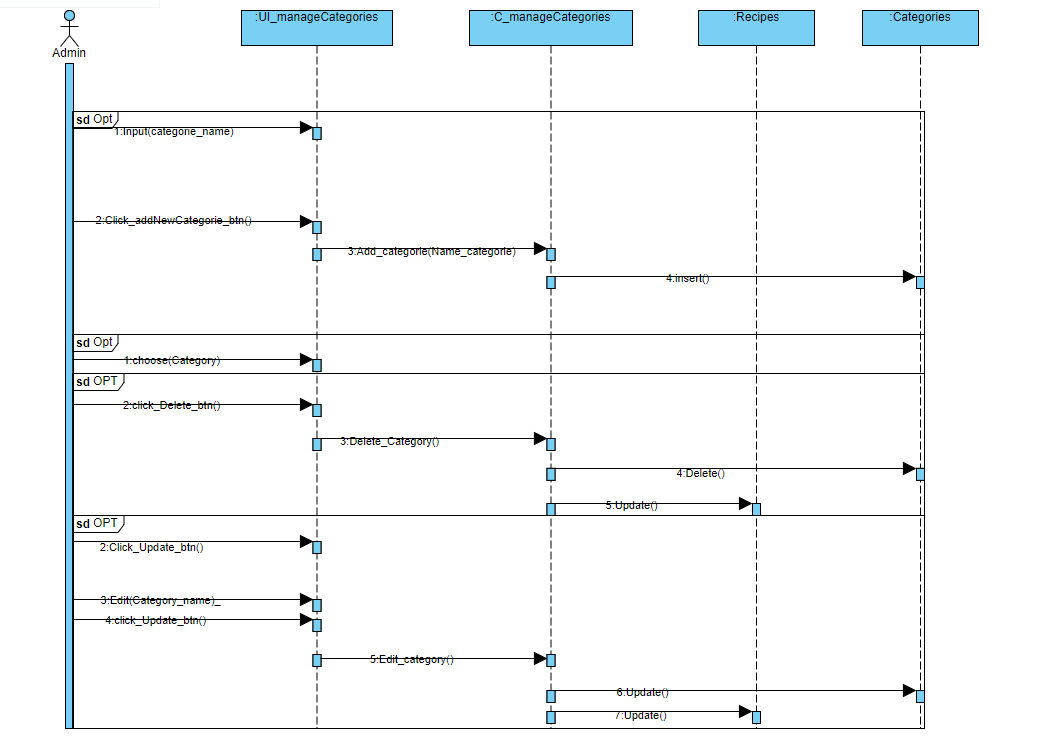 :UI_manageCategories
:C_manageCategories
:Recipes
:Categories
Admin
sd Opt
1:Input(categorie_name)
2:Click_addNewCategorie_btn()
3:Add_categorie(Name_categorie)
4:insert()
sd Opt
1:choose(Category)
sd OPT
2:click_Delete_btn()
3:Delete_Category()
4:Delete()
5:Update()
sd OPT
2:Click_Update_btn()
3:Edit(Category_name)_
4:click_Update_btn()
5:Edit_category()
6:Update()
7:Update()